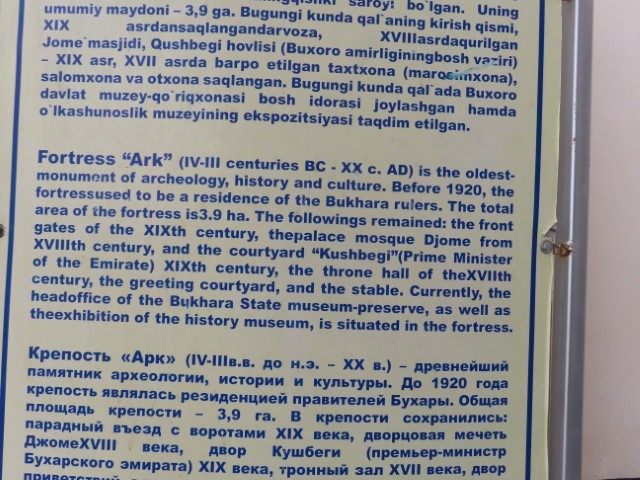 saroyi bo`lgan. Uning
umumiy maydoni – 3,9 ga. Bugungi kunda qal`aning kirish qismi,
XIX asrdansaqlangandarvoza, XVIIIasrdaqurilgan
Jome`masjidi, Qushbegi hovlisi (Buxoro amirliginingbosh vaziri)
– XIX asr, XVII asrda barpo etilgan taxtxona (marosimxona),
salomxona va otxona saqlangan. Bugungi kunda qal`ada Buxoro
davlat muzey-qo`riqxonasi bosh idorasi joylashgan hamda
o`lkashunoslik muzeyining ekspozitsiyasi taqdim etilgan.
Fortress “Ark” (IV-III centuries BC - XX c. AD) is the oldest-
monument of archeology, history and culture. Before 1920, the
fortressused to be a residence of the Bukhara rulers. The total
area of the fortress is3.9 ha. The followings remained: the front
gates of the XIXth century, thepalace mosque Djome from
XVIIIth century, and the courtyard “Kushbegi”(Prime Minister
of the Emirate) XIXth century, the throne hall of theXVIIth
century, the greeting courtyard, and the stable. Currently, the
headoffice of the Bukhara State museum-preserve, as well as
theexhibition of the history museum, is situated in the fortress.
Крепость «Арк» (IV-IIIв.в. до н.э. – XX в.) – древнейший
памятник археологии, истории и культуры. До 1920 года
крепость являлась резиденцией правителей Бухары. Общая
площадь крепости – 3,9 га. В крепости сохранились:
парадный въезд с воротами XIX века, дворцовая мечеть
ДжомеXVIII века, двор Кушбеги (премьер-министр
Бухарского эмирата) XIX века, тронный зал XVII века, двор